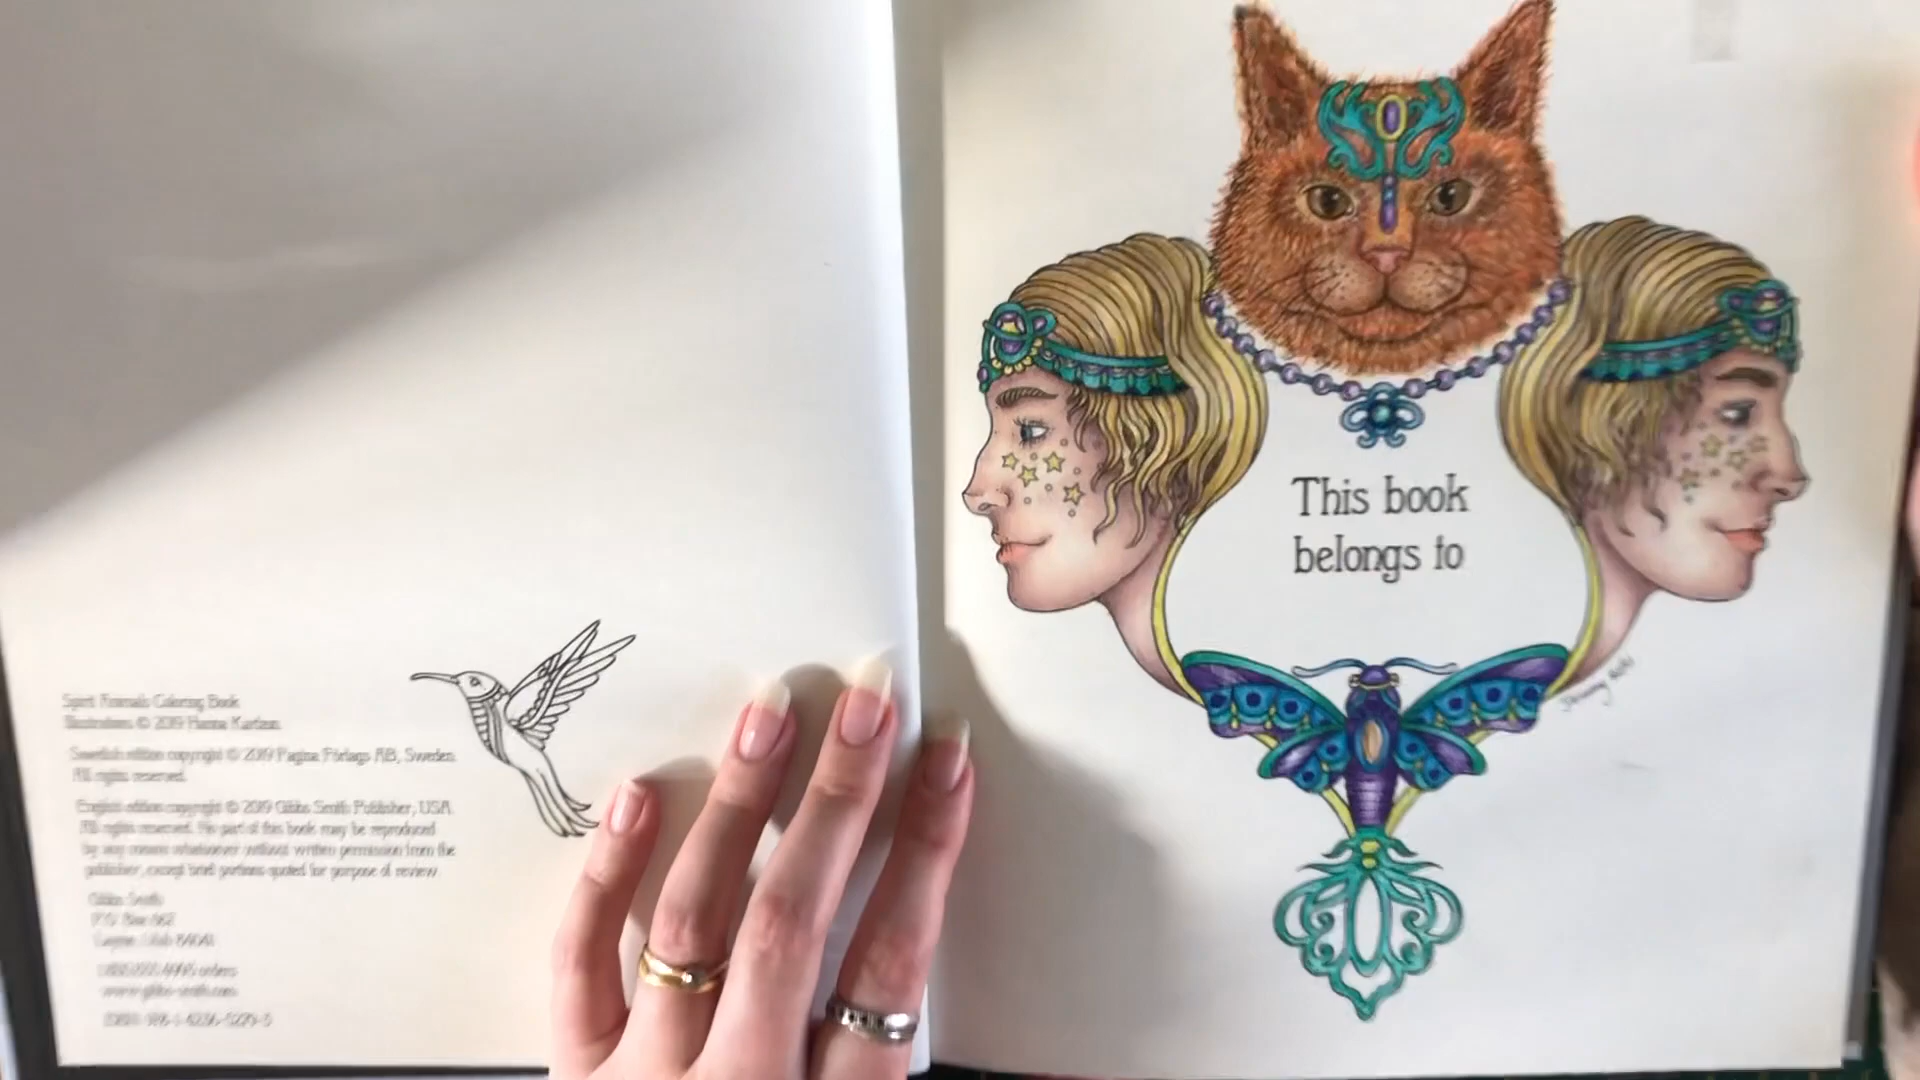 Spirit Animals Coloring Book
Illustrations © 2019 Hanna Karlzon
Swedish edition copyright © 2019 Pagina Förlags AB, Sweden.
All rights reserved.
English edition copyright © 2019 Gibbs Smith Publisher, USA.
All rights reserved. No part of this book may be reproduced
by any means whatsoever without written permission from the
publisher, except brief portions quoted for purpose of review.
Gibbs Smith
P.O. Box 667
Layton, Utah 84041
orders
www.gibbs-smith.com
This book
belongs to